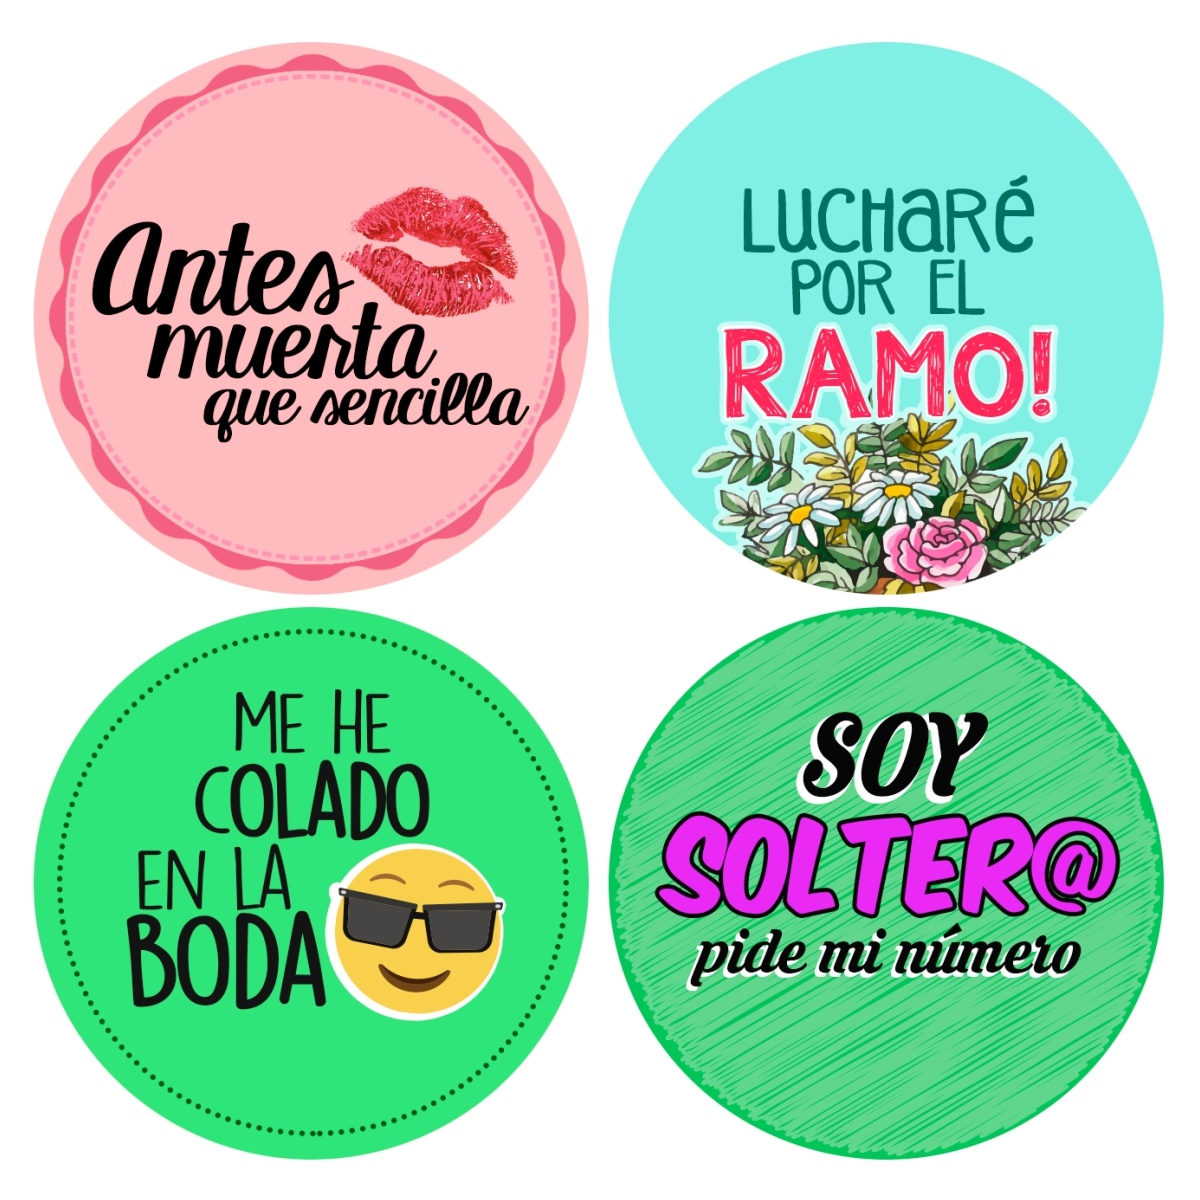 Antes
muerta
que sencilla
LUCHARÉ
POR EL
RAMO!
ME HE
COLADO
EN LA
BODA
SOY
SOLTER@
pide mi número